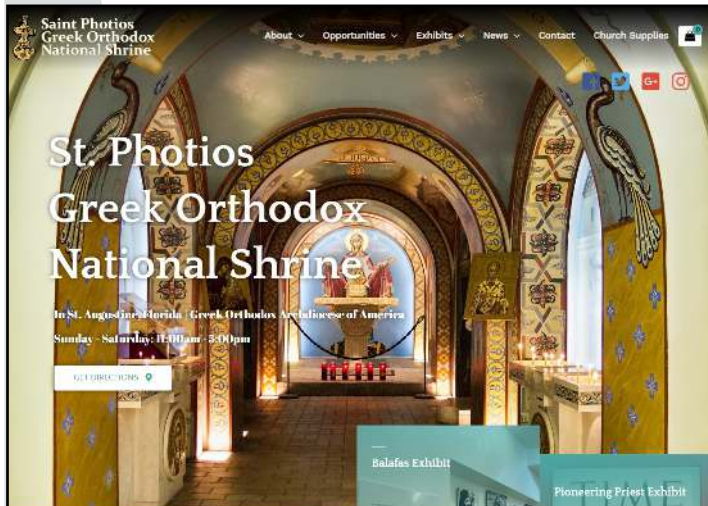 Saint Photios
Greek Orthodox
National Shrine
About
Opportunities
Exhibits
News
Contact
Church Supplies
0
G+
St. Photios
Greek Orthodox
National Shrine
In St. Augustine, Florida | Greek Orthodox Archdiocese of America
Sunday - Saturday: 11:00am - 5:00pm
GET DIRECTIONS
Balafas Exhibit
Pioneering Priest Exhibit
TIME